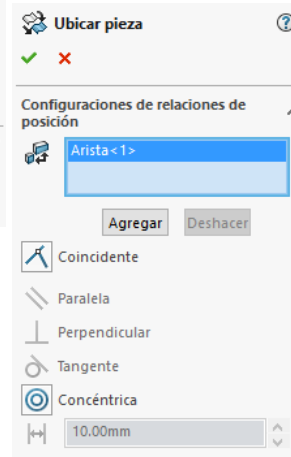 Ubicar pieza
Configuraciones de relaciones de
posición
Arista<1>
Agregar Deshacer
Coincidente
Paralela
Perpendicular
Tangente
Concéntrica
10.00mm